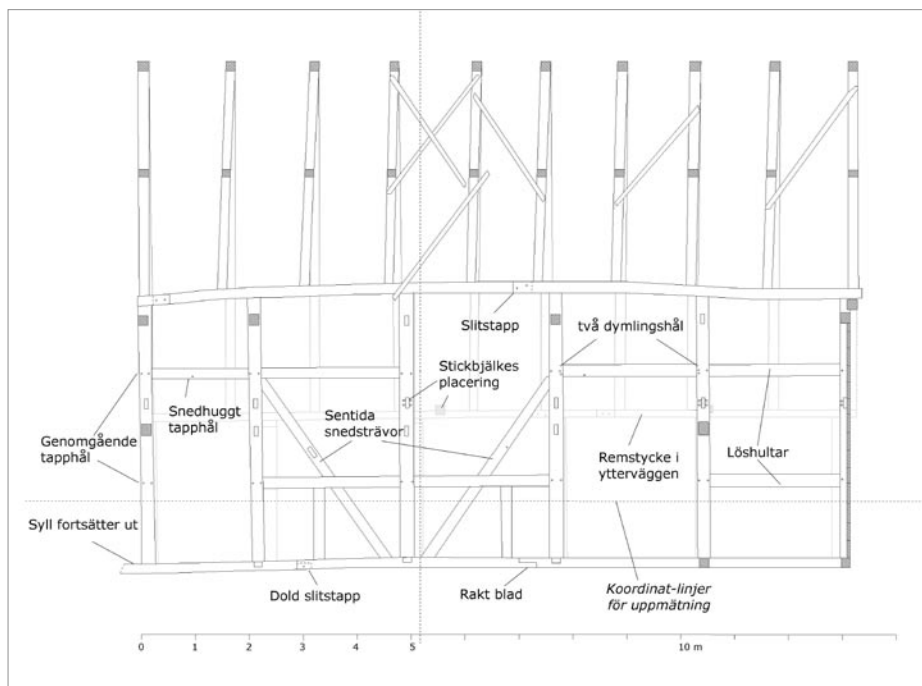 Slitstapp
två dymlingshål
Stickbjälkes
placering
Snedhuggt
tapphål
Sentida
snedsträvor
Genomgående
tapphål
Remstycke i
ytterväggen
Löshultar
Syll fortsätter ut
Dold slitstapp
Rakt blad
Koordinat-linjer
för uppmätning
0 1 2 3 4 5 10 m